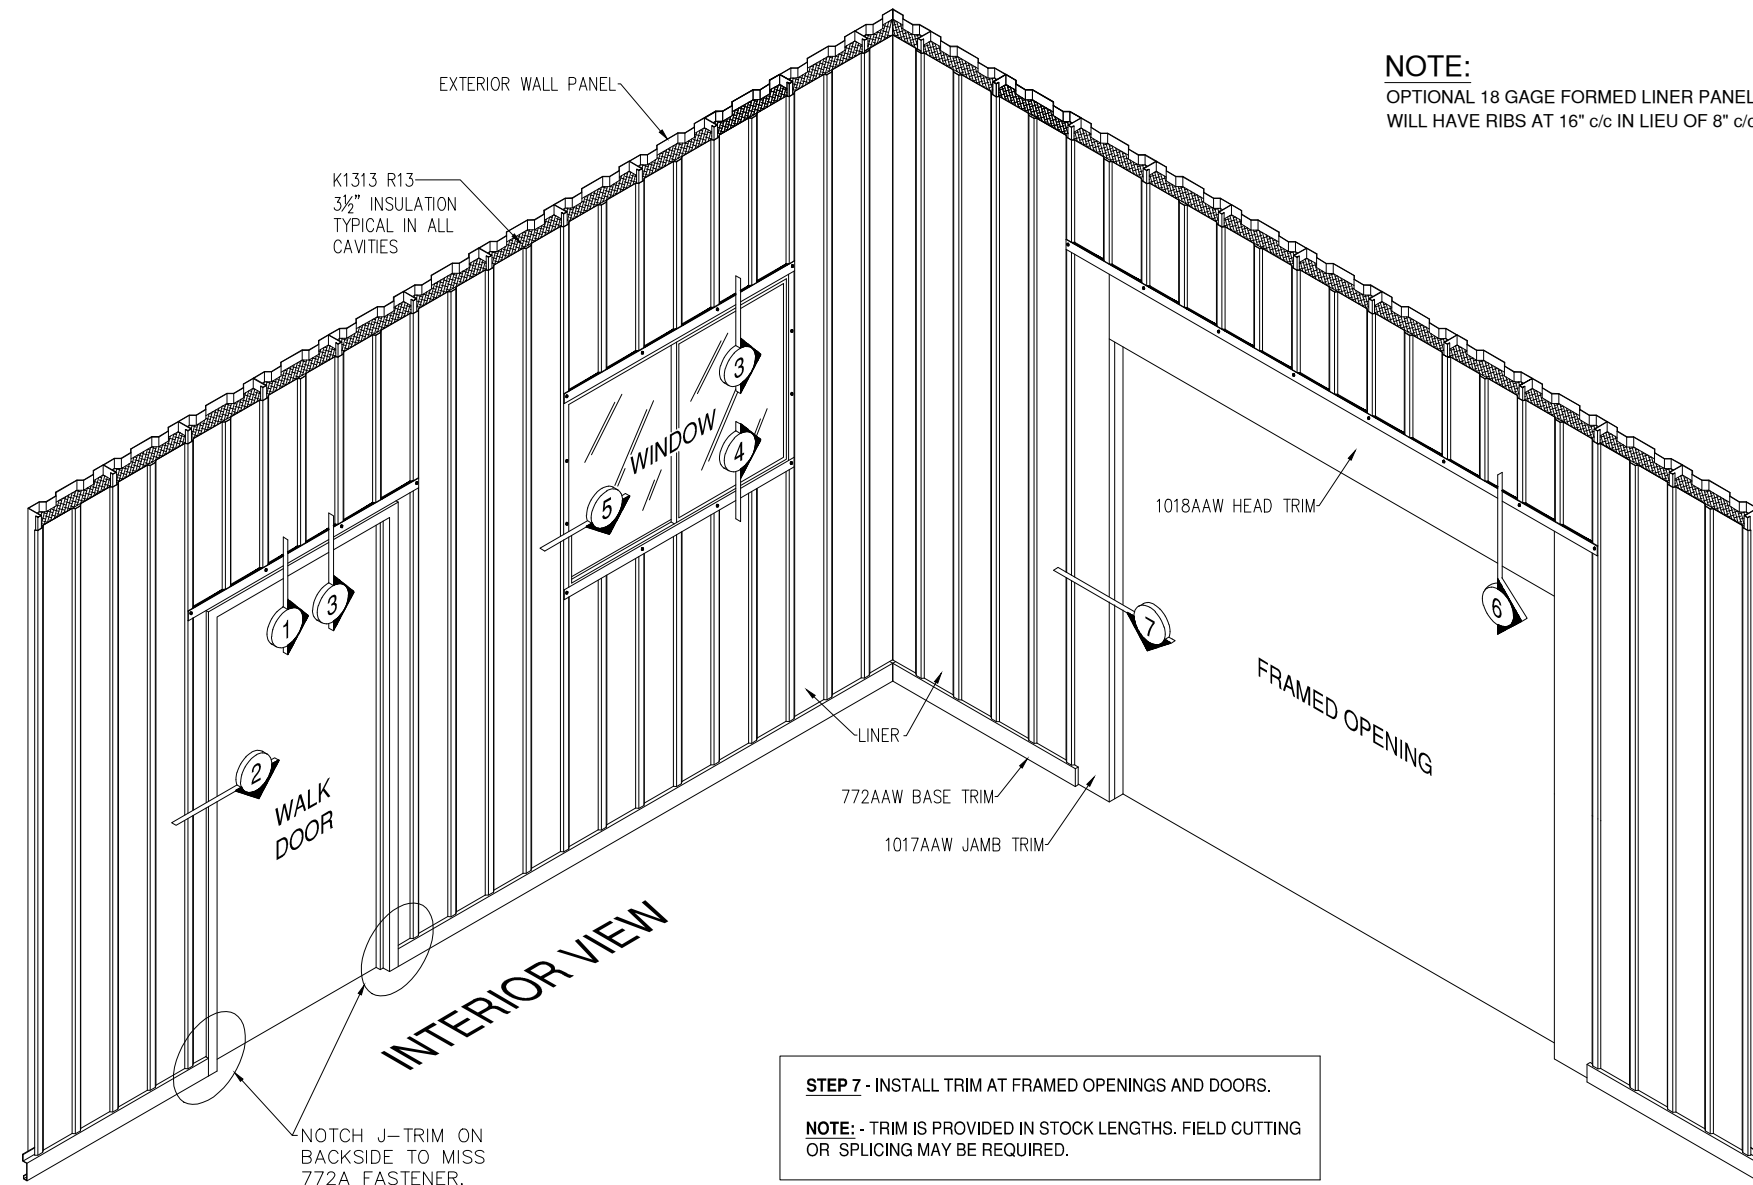 NOTE:
OPTIONAL 18 GAGE FORMED LINER PANEL
WILL HAVE RIBS AT 16" c/c IN LIEU OF 8" c/c
EXTERIOR WALL PANEL
K1313 R13
3½" INSULATION
TYPICAL IN ALL
CAVITIES
3
WINDOW
4
5
1018AAW HEAD TRIM
1
3
6
7
FRAMED OPENING
LINER
2
WALK
DOOR
772AAW BASE TRIM
1017AAW JAMB TRIM
INTERIOR VIEW
STEP 7 - INSTALL TRIM AT FRAMED OPENINGS AND DOORS.
NOTE: - TRIM IS PROVIDED IN STOCK LENGTHS. FIELD CUTTING
OR SPLICING MAY BE REQUIRED.
NOTCH J-TRIM ON
BACKSIDE TO MISS
772A FASTENER.